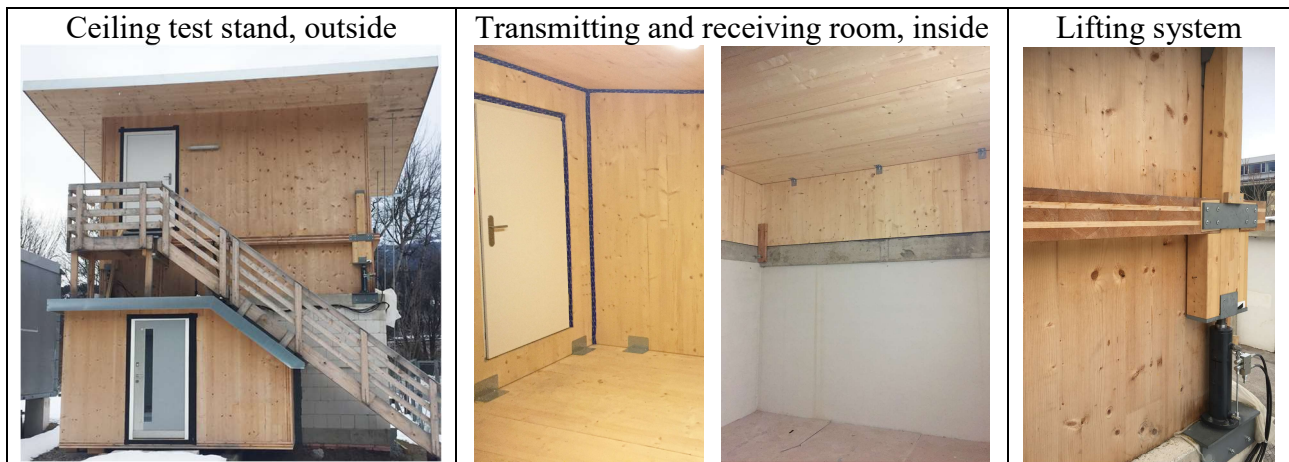 Ceiling test stand, outside
Transmitting and receiving room, inside
Lifting system